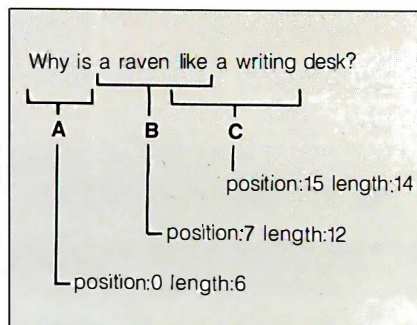 Why is a raven like a writing desk?
A B C
position:15 length:14
position:7 length:12
position:0 length:6